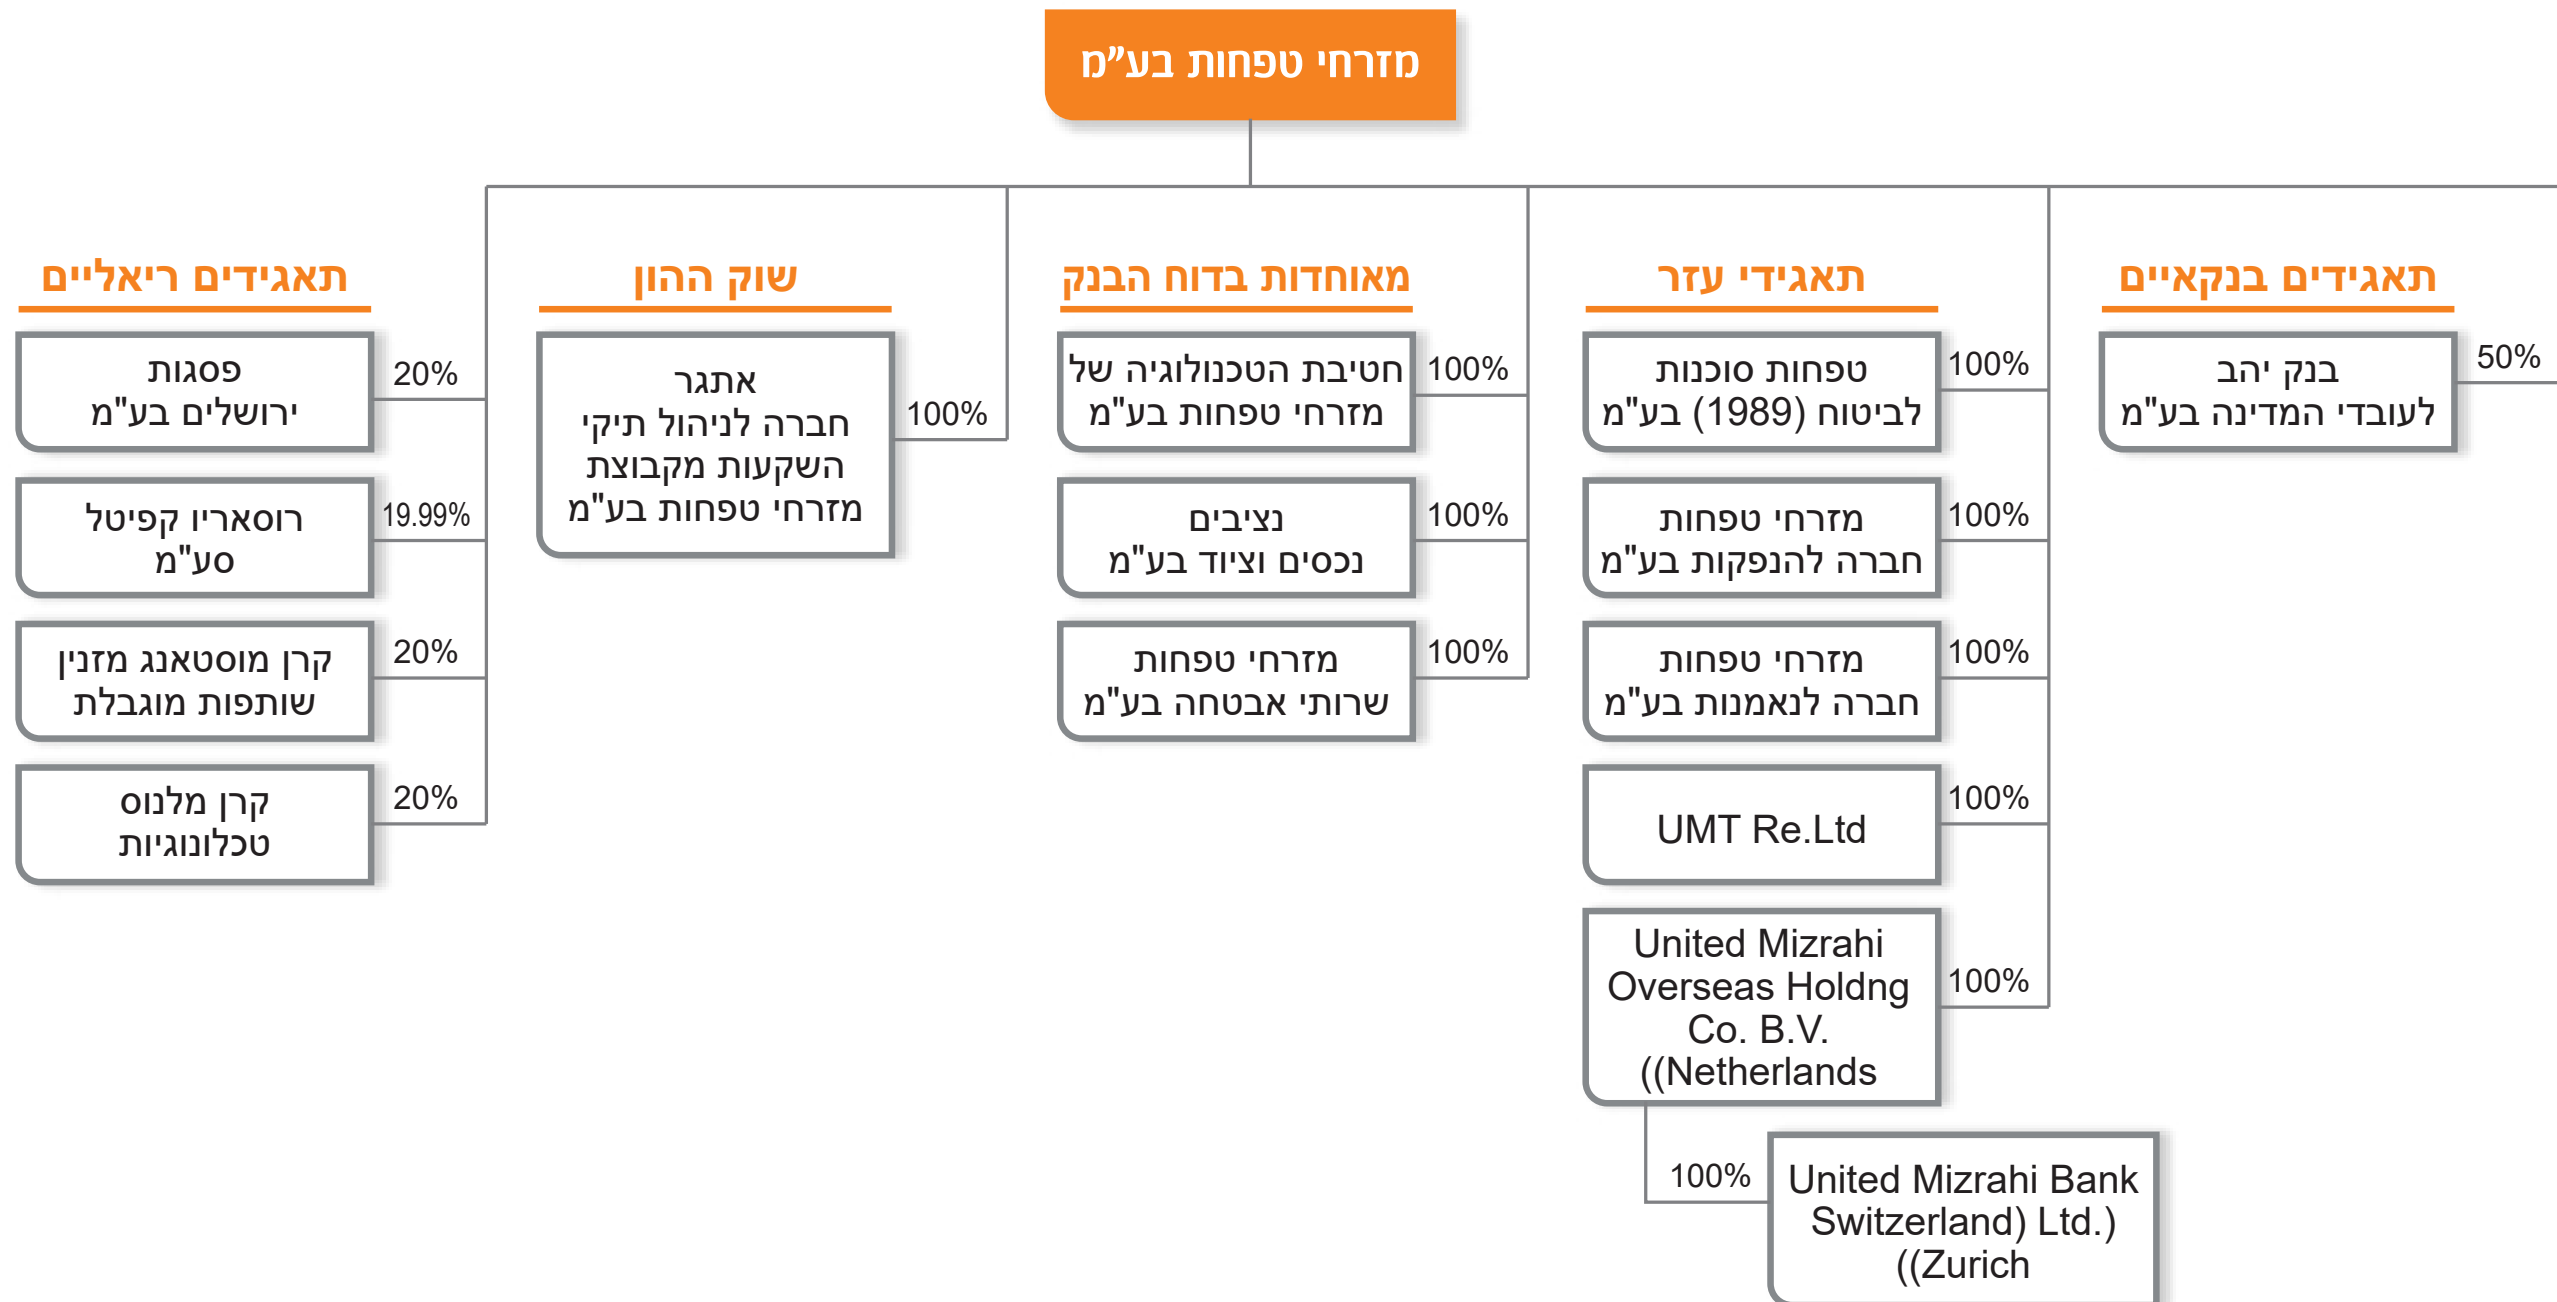 מזרחי טפחות בע"מ
תאגידים בנקאיים
בנק יהב
לעובדי המדינה בע"מ
50%
תאגידי עזר
טפחות סוכנות
לביטוח (1989) בע"מ
100%
מזרחי טפחות
חברה להנפקות בע"מ
100%
מזרחי טפחות
חברה לנאמנות בע"מ
100%
UMT Re.Ltd
100%
United Mizrahi
Overseas Holdng
Co. B.V.
((Netherlands
100%
100%
United Mizrahi Bank
Switzerland) Ltd.)
((Zurich
מאוחדות בדוח הבנק
חטיבת הטכנולוגיה של
מזרחי טפחות בע"מ
100%
נציבים
נכסים וציוד בע"מ
100%
מזרחי טפחות
שרותי אבטחה בע"מ
100%
שוק ההון
אתגר
חברה לניהול תיקי
השקעות מקבוצת
מזרחי טפחות בע"מ
100%
תאגידים ריאליים
פסגות
ירושלים בע"מ
20%
רוסאריו קפיטל
סע"מ
19.99%
קרן מוסטאנג מזנין
שותפות מוגבלת
20%
קרן מלנוס
טכלונוגיות
20%